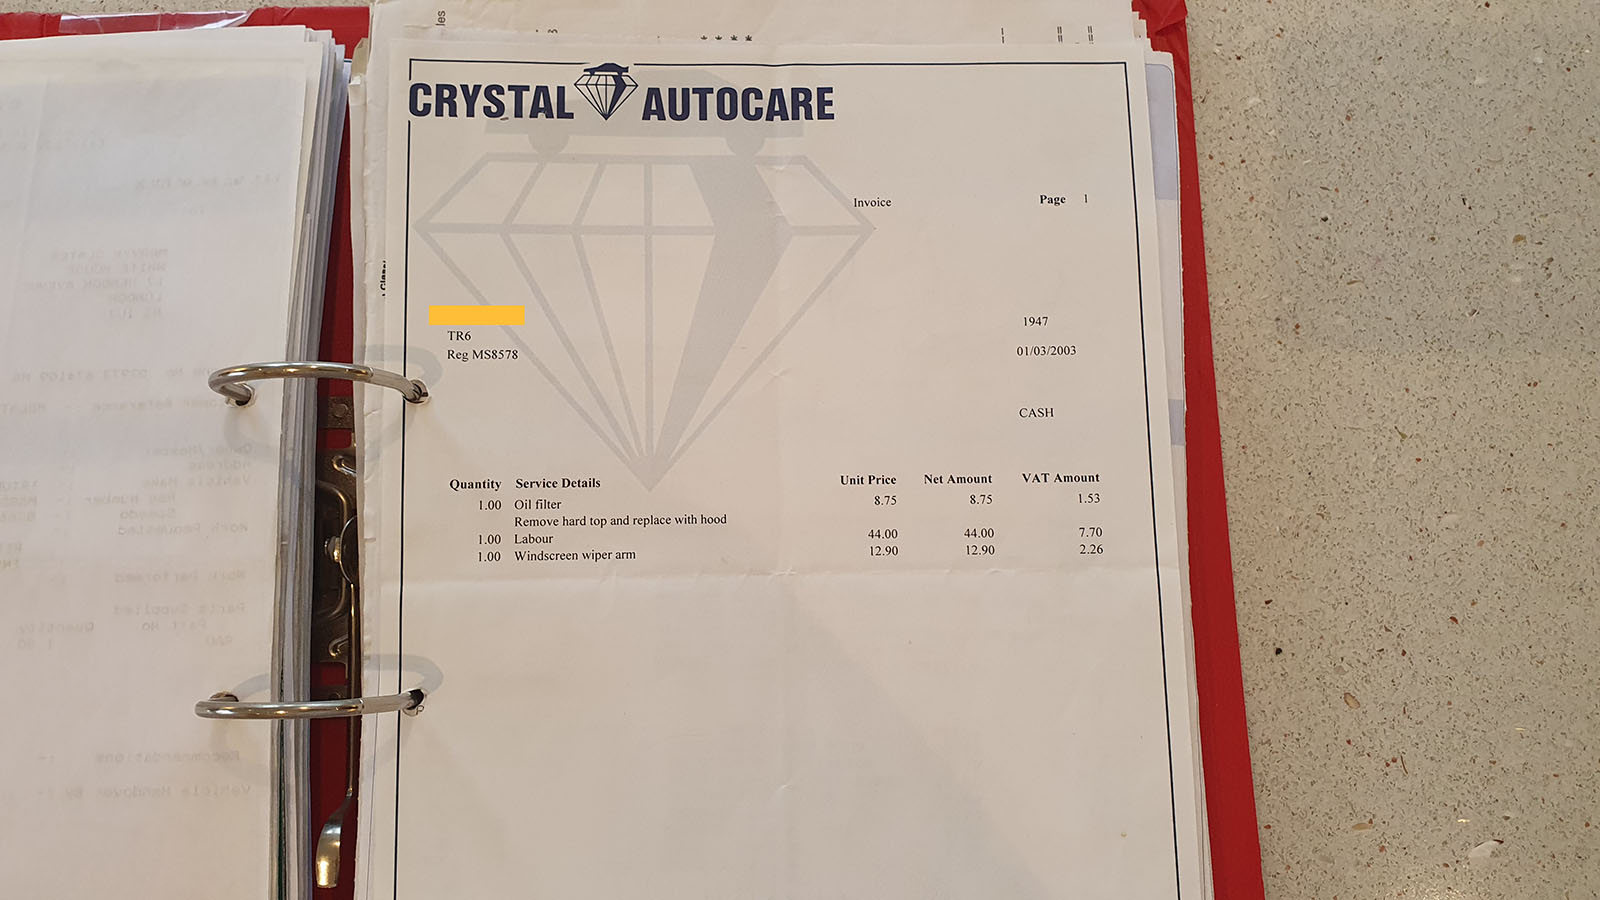 les
* * * *
CRYSTAL AUTOCARE
Invoice Page 1
TR6 1947
Reg MS8578 01/03/2003
CASH
Quantity Service Details Unit Price Net Amount VAT Amount
1.00 Oil filter 8.75 8.75 1.53
Remove hard top and replace with hood
1.00 Labour 44.00 44.00 7.70
1.00 Windscreen wiper arm 12.90 12.90 2.26